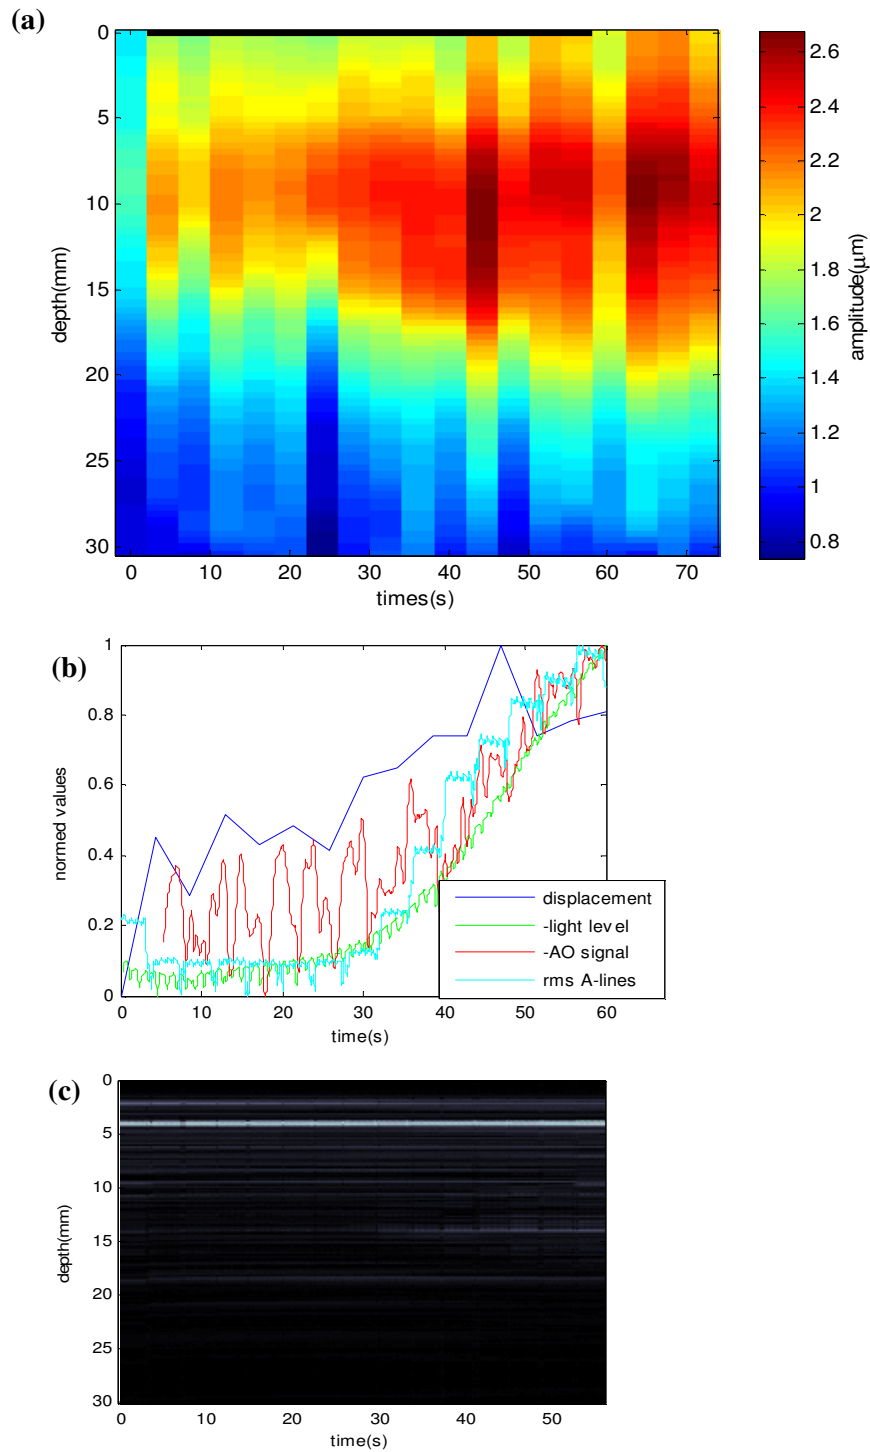 (a)
0
5
10
15
20
25
30
depth(mm)
0 10 20 30 40 50 60 70
times(s)
2.6
2.4
2.2
2
1.8
1.6
1.4
1.2
1
0.8
amplitude(μm)
(b)
1
0.8
0.6
0.4
0.2
0
normed values
displacement
-light level
-AO signal
rms A-lines
0 10 20 30 40 50 60
time(s)
(c)
0
5
10
15
20
25
30
depth(mm)
0 10 20 30 40 50
time(s)